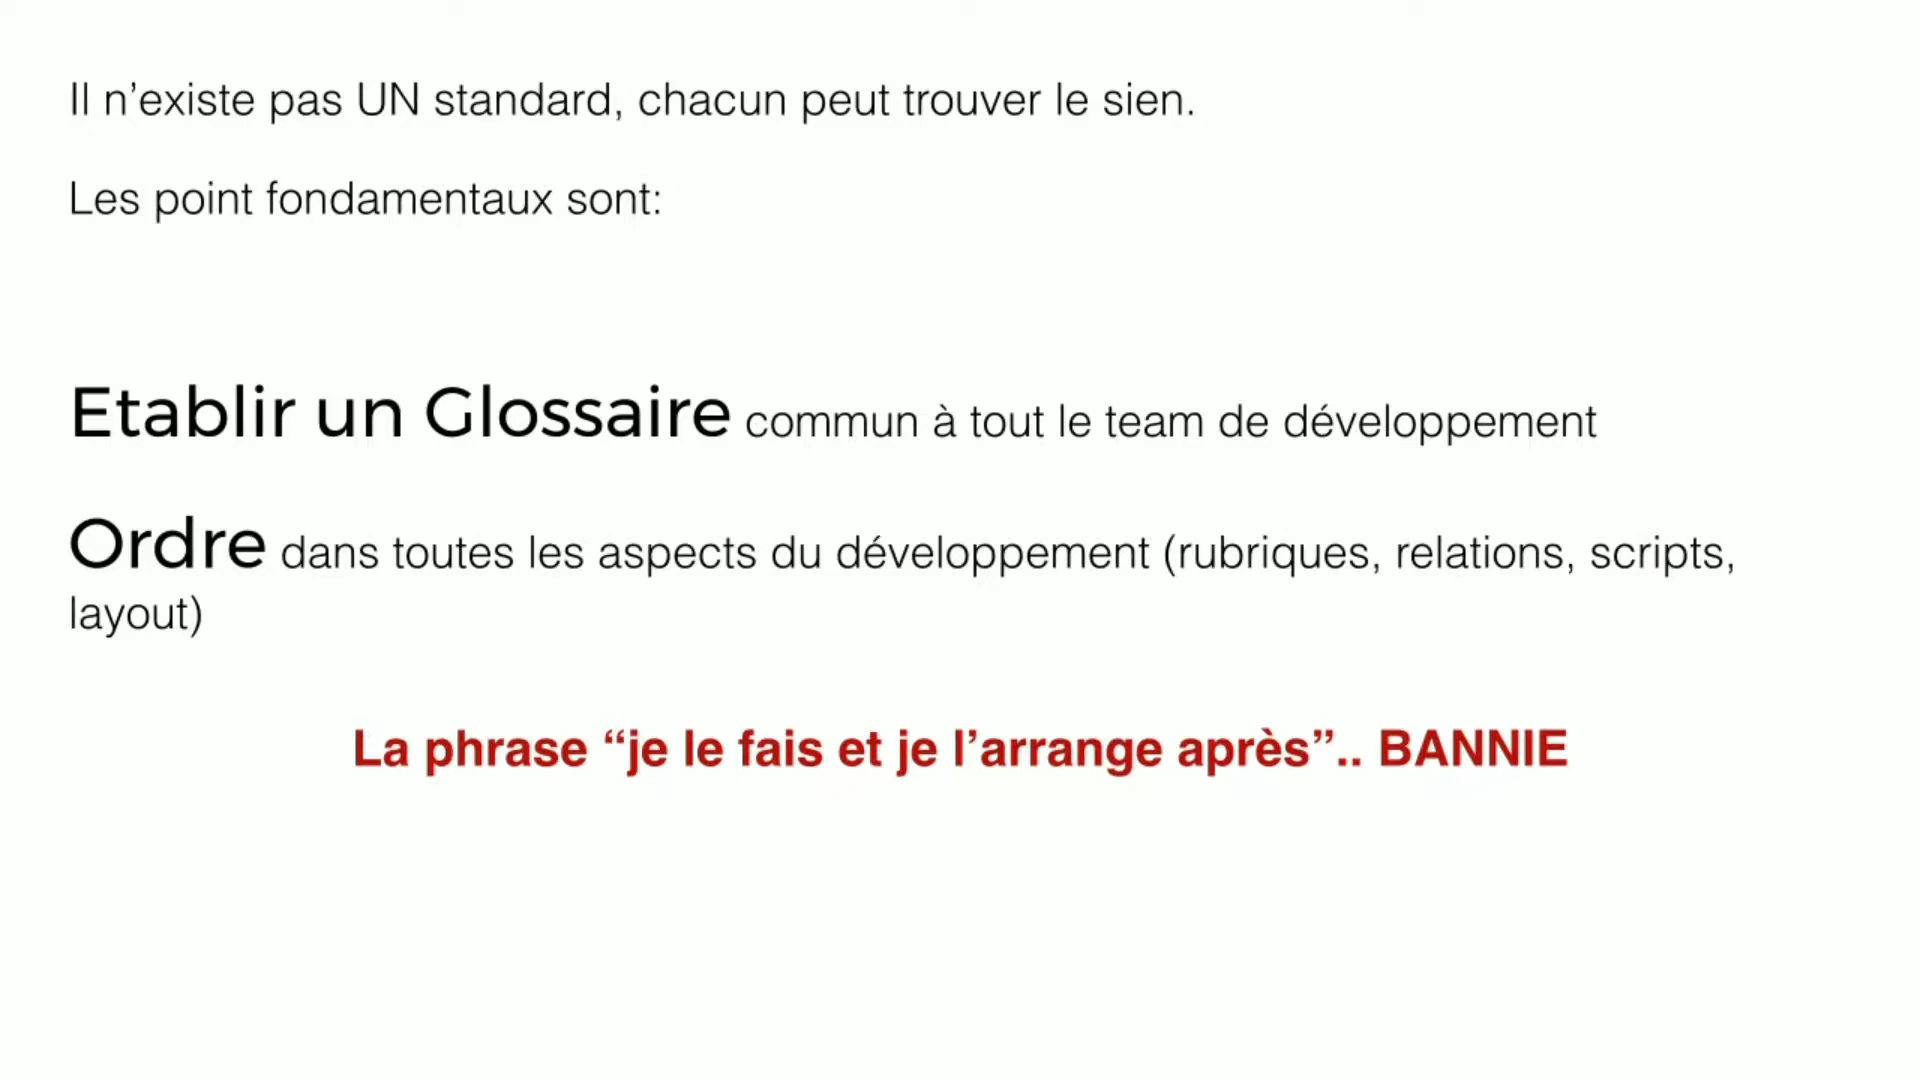 Il n’existe pas UN standard, chacun peut trouver le sien.
Les point fondamentaux sont:
Etablir un Glossaire commun à tout le team de développement
Ordre dans toutes les aspects du développement (rubriques, relations, scripts,
layout)
La phrase “je le fais et je l’arrange après”.. BANNIE